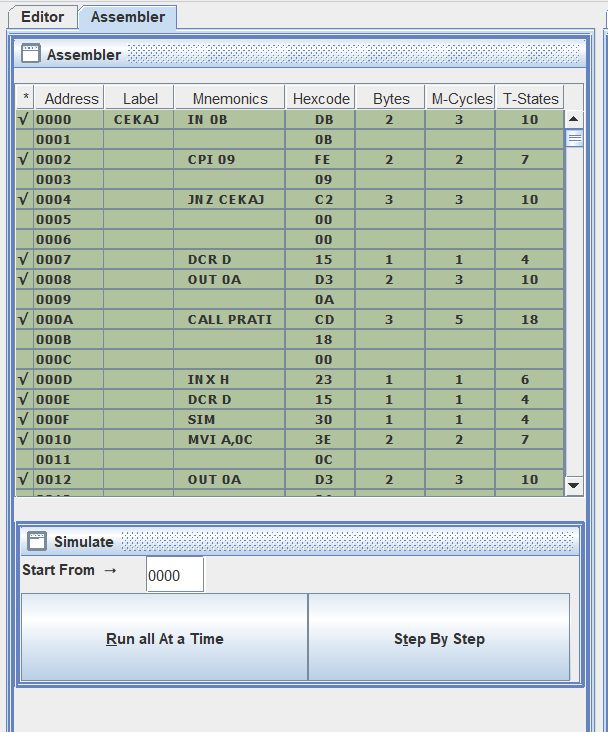 Editor Assembler
Assembler
* Address Label Mnemonics Hexcode Bytes M-Cycles T-States
√ 0000 CEKAJ IN 0B DB 2 3 10
0001 0B
√ 0002 CPI 09 FE 2 2 7
0003 09
√ 0004 JNZ CEKAJ C2 3 3 10
0005 00
0006 00
√ 0007 DCR D 15 1 1 4
√ 0008 OUT 0A D3 2 3 10
0009 0A
√ 000A CALL PRATI CD 3 5 18
000B 18
000C 00
√ 000D INX H 23 1 1 6
√ 000E DCR D 15 1 1 4
√ 000F SIM 30 1 1 4
√ 0010 MVI A,0C 3E 2 2 7
0011 0C
√ 0012 OUT 0A D3 2 3 10
Simulate
Start From → 0000
Run all At a Time Step By Step